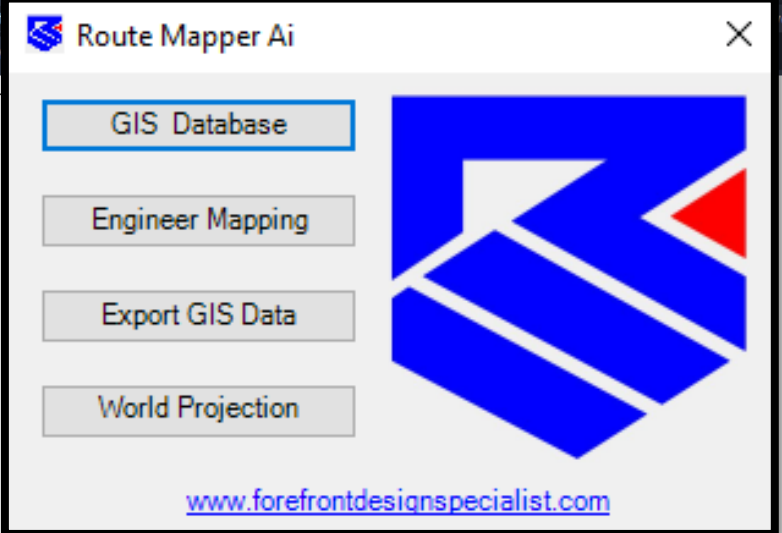 Route Mapper Ai
GIS Database
Engineer Mapping
Export GIS Data
World Projection
www.forefrontdesignspecialist.com